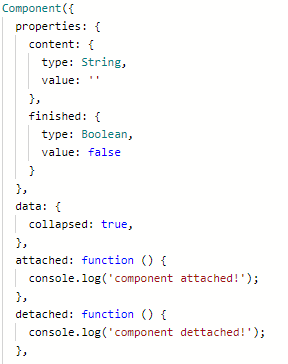 Component({
  properties: {
    content: {
      type: String,
      value: ''
    },
    finished: {
      type: Boolean,
      value: false
    }
  },
  data: {
    collapsed: true,
  },
  attached: function () {
    console.log('component attached!');
  },
  detached: function () {
    console.log('component dettached!');
  },